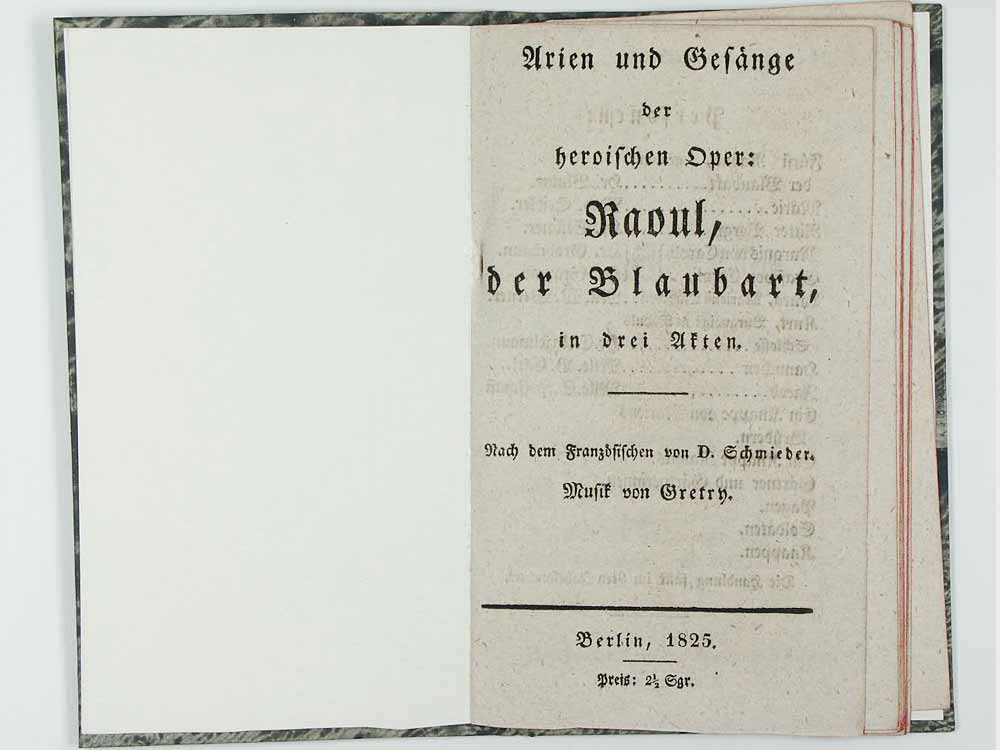 Arien und Gesänge
der
heroischen Oper:
Raoul,
der Blaubart,
in drei Akten.
Nach dem Französischen von D. Schmieder.
Musik von Gretry.
Berlin, 1825.
Preis: 2½ Sgr.